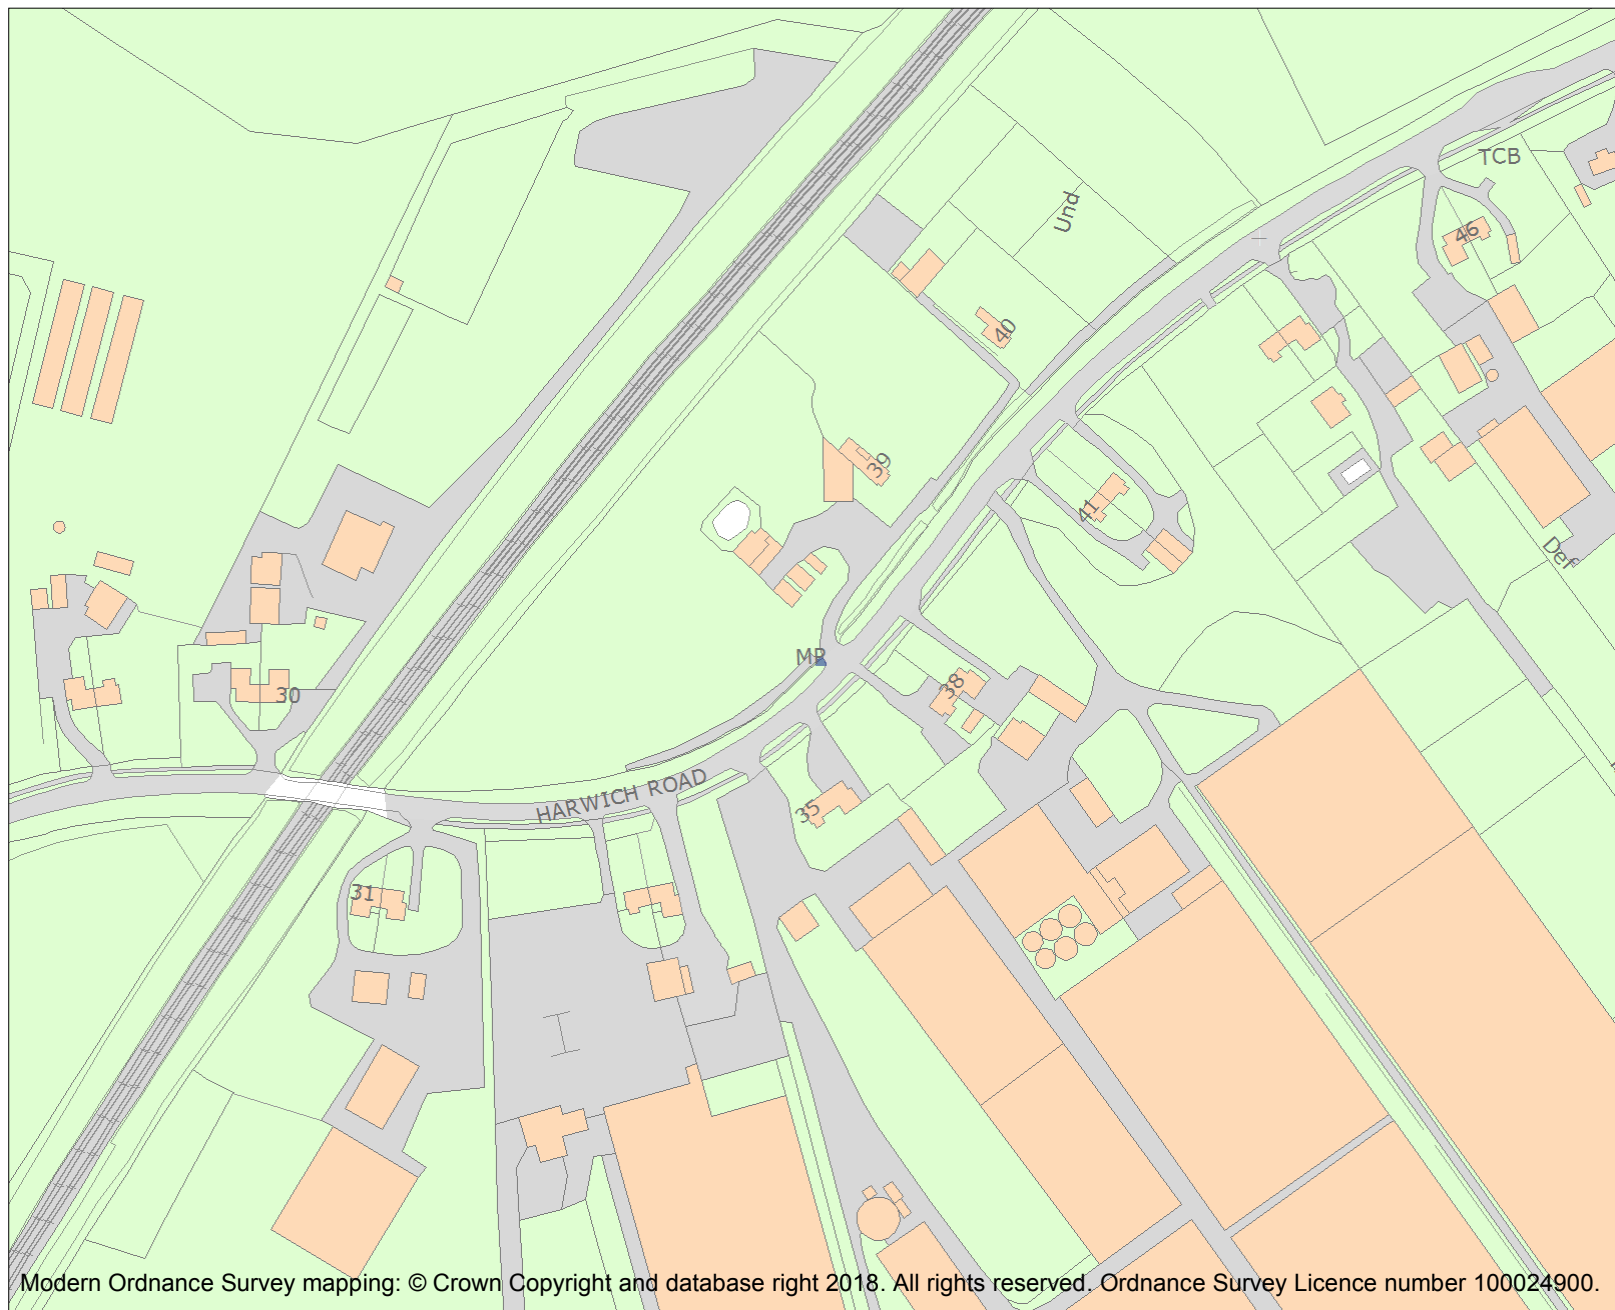 TCB
Und
46
40
39
41
Def
MP
38
30
HARWICH ROAD
35
31
Modern Ordnance Survey mapping: © Crown Copyright and database right 2018. All rights reserved. Ordnance Survey Licence number 100024900.